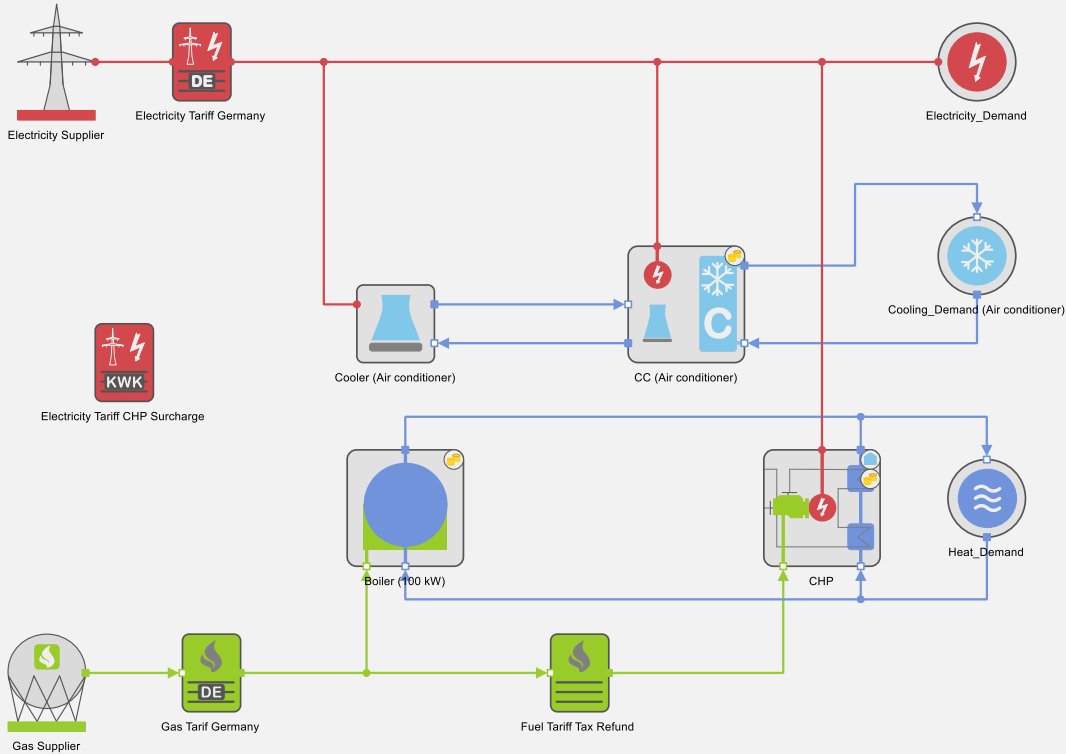 DE
Electricity Supplier
Electricity Tariff Germany
Electricity_Demand
Cooling_Demand (Air conditioner)
C
Cooler (Air conditioner)
CC (Air conditioner)
KWK
Electricity Tariff CHP Surcharge
Boiler (100 kW)
CHP
Heat_Demand
DE
Gas Supplier
Gas Tarif Germany
Fuel Tariff Tax Refund